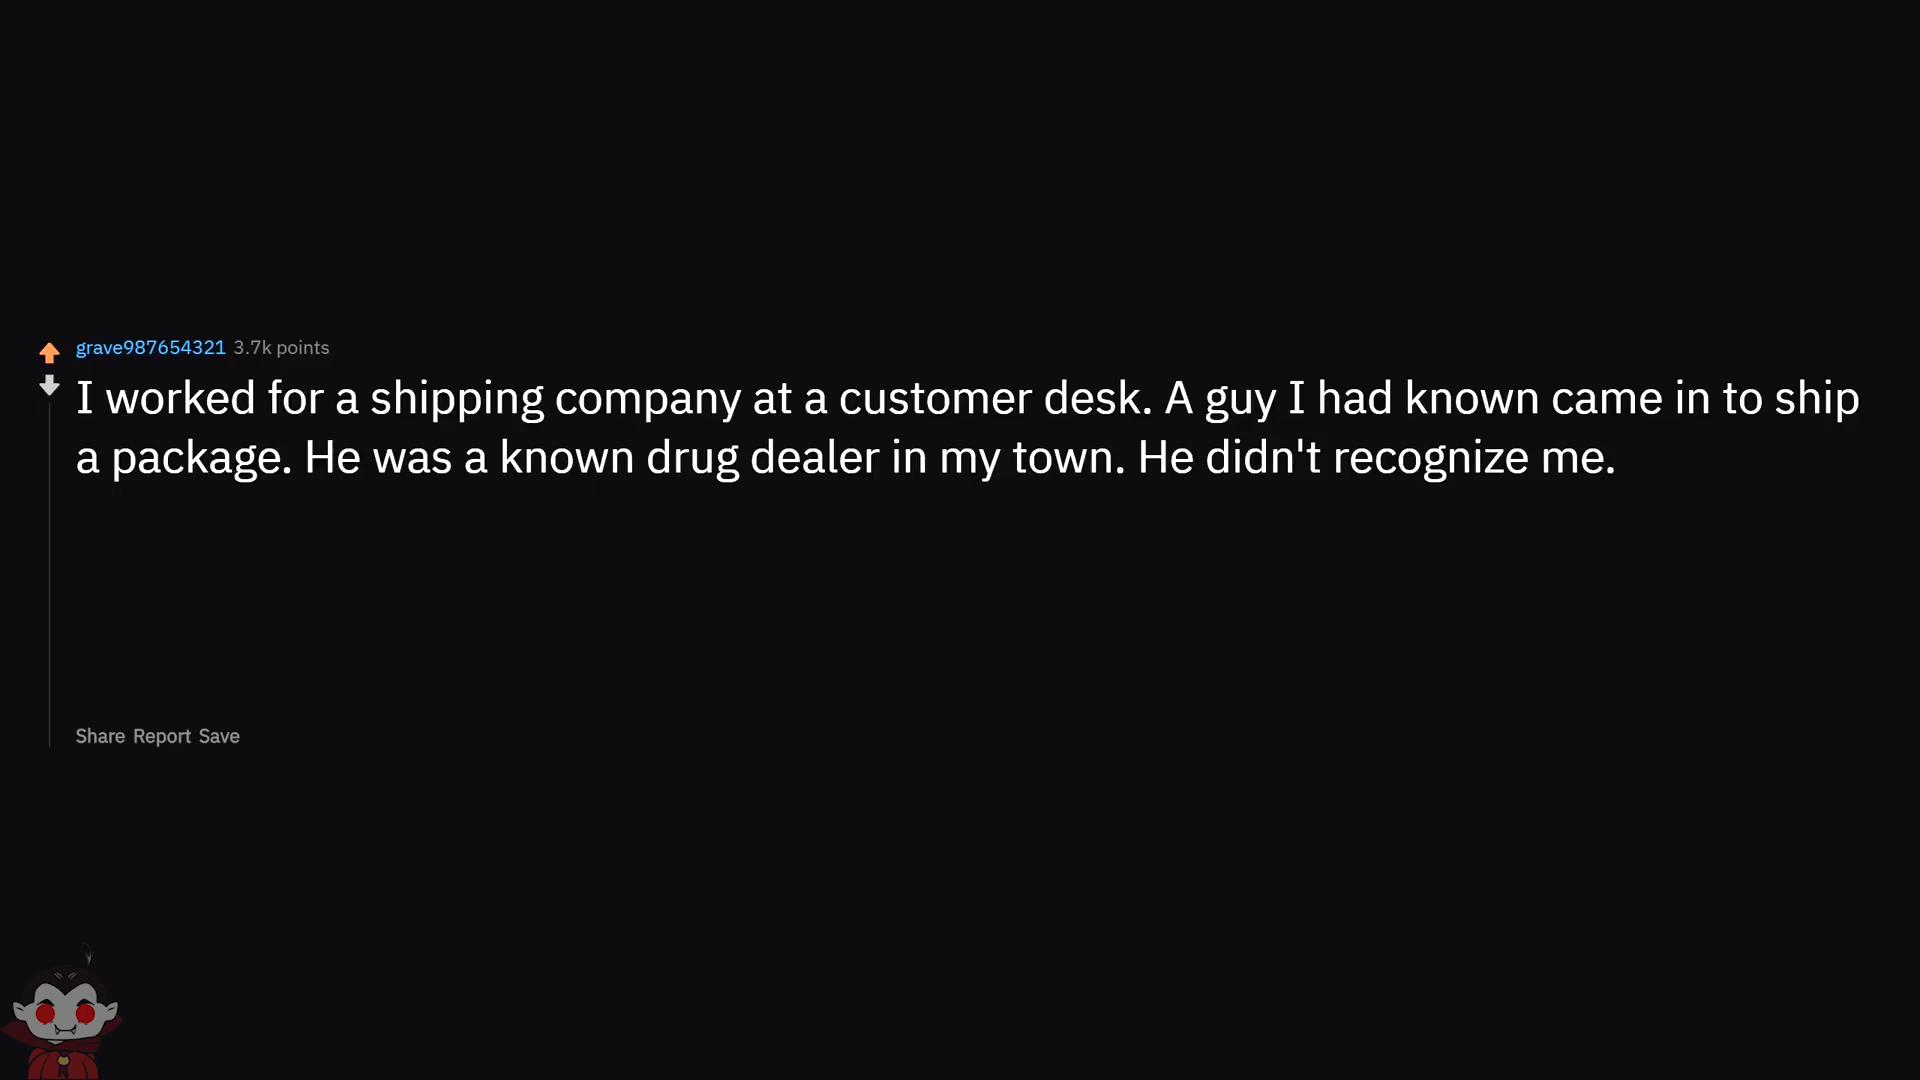 grave987654321 3.7k points
I worked for a shipping company at a customer desk. A guy I had known came in to ship
a package. He was a known drug dealer in my town. He didn't recognize me.
Share Report Save